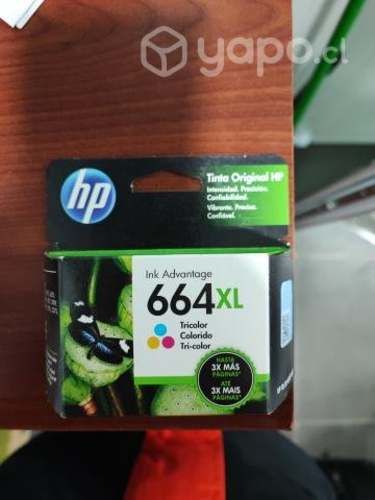 yapo.cl
hp
Tinta Original HP
Intensidad. Precisión.
Confiabilidad.
Vibrante. Preciso.
Confiável.
Ink Advantage
664XL
Tricolor
Colorido
Tri-color
HASTA
3X MÁS
PÁGINAS*
ATÉ
3X MAIS
PÁGINAS*